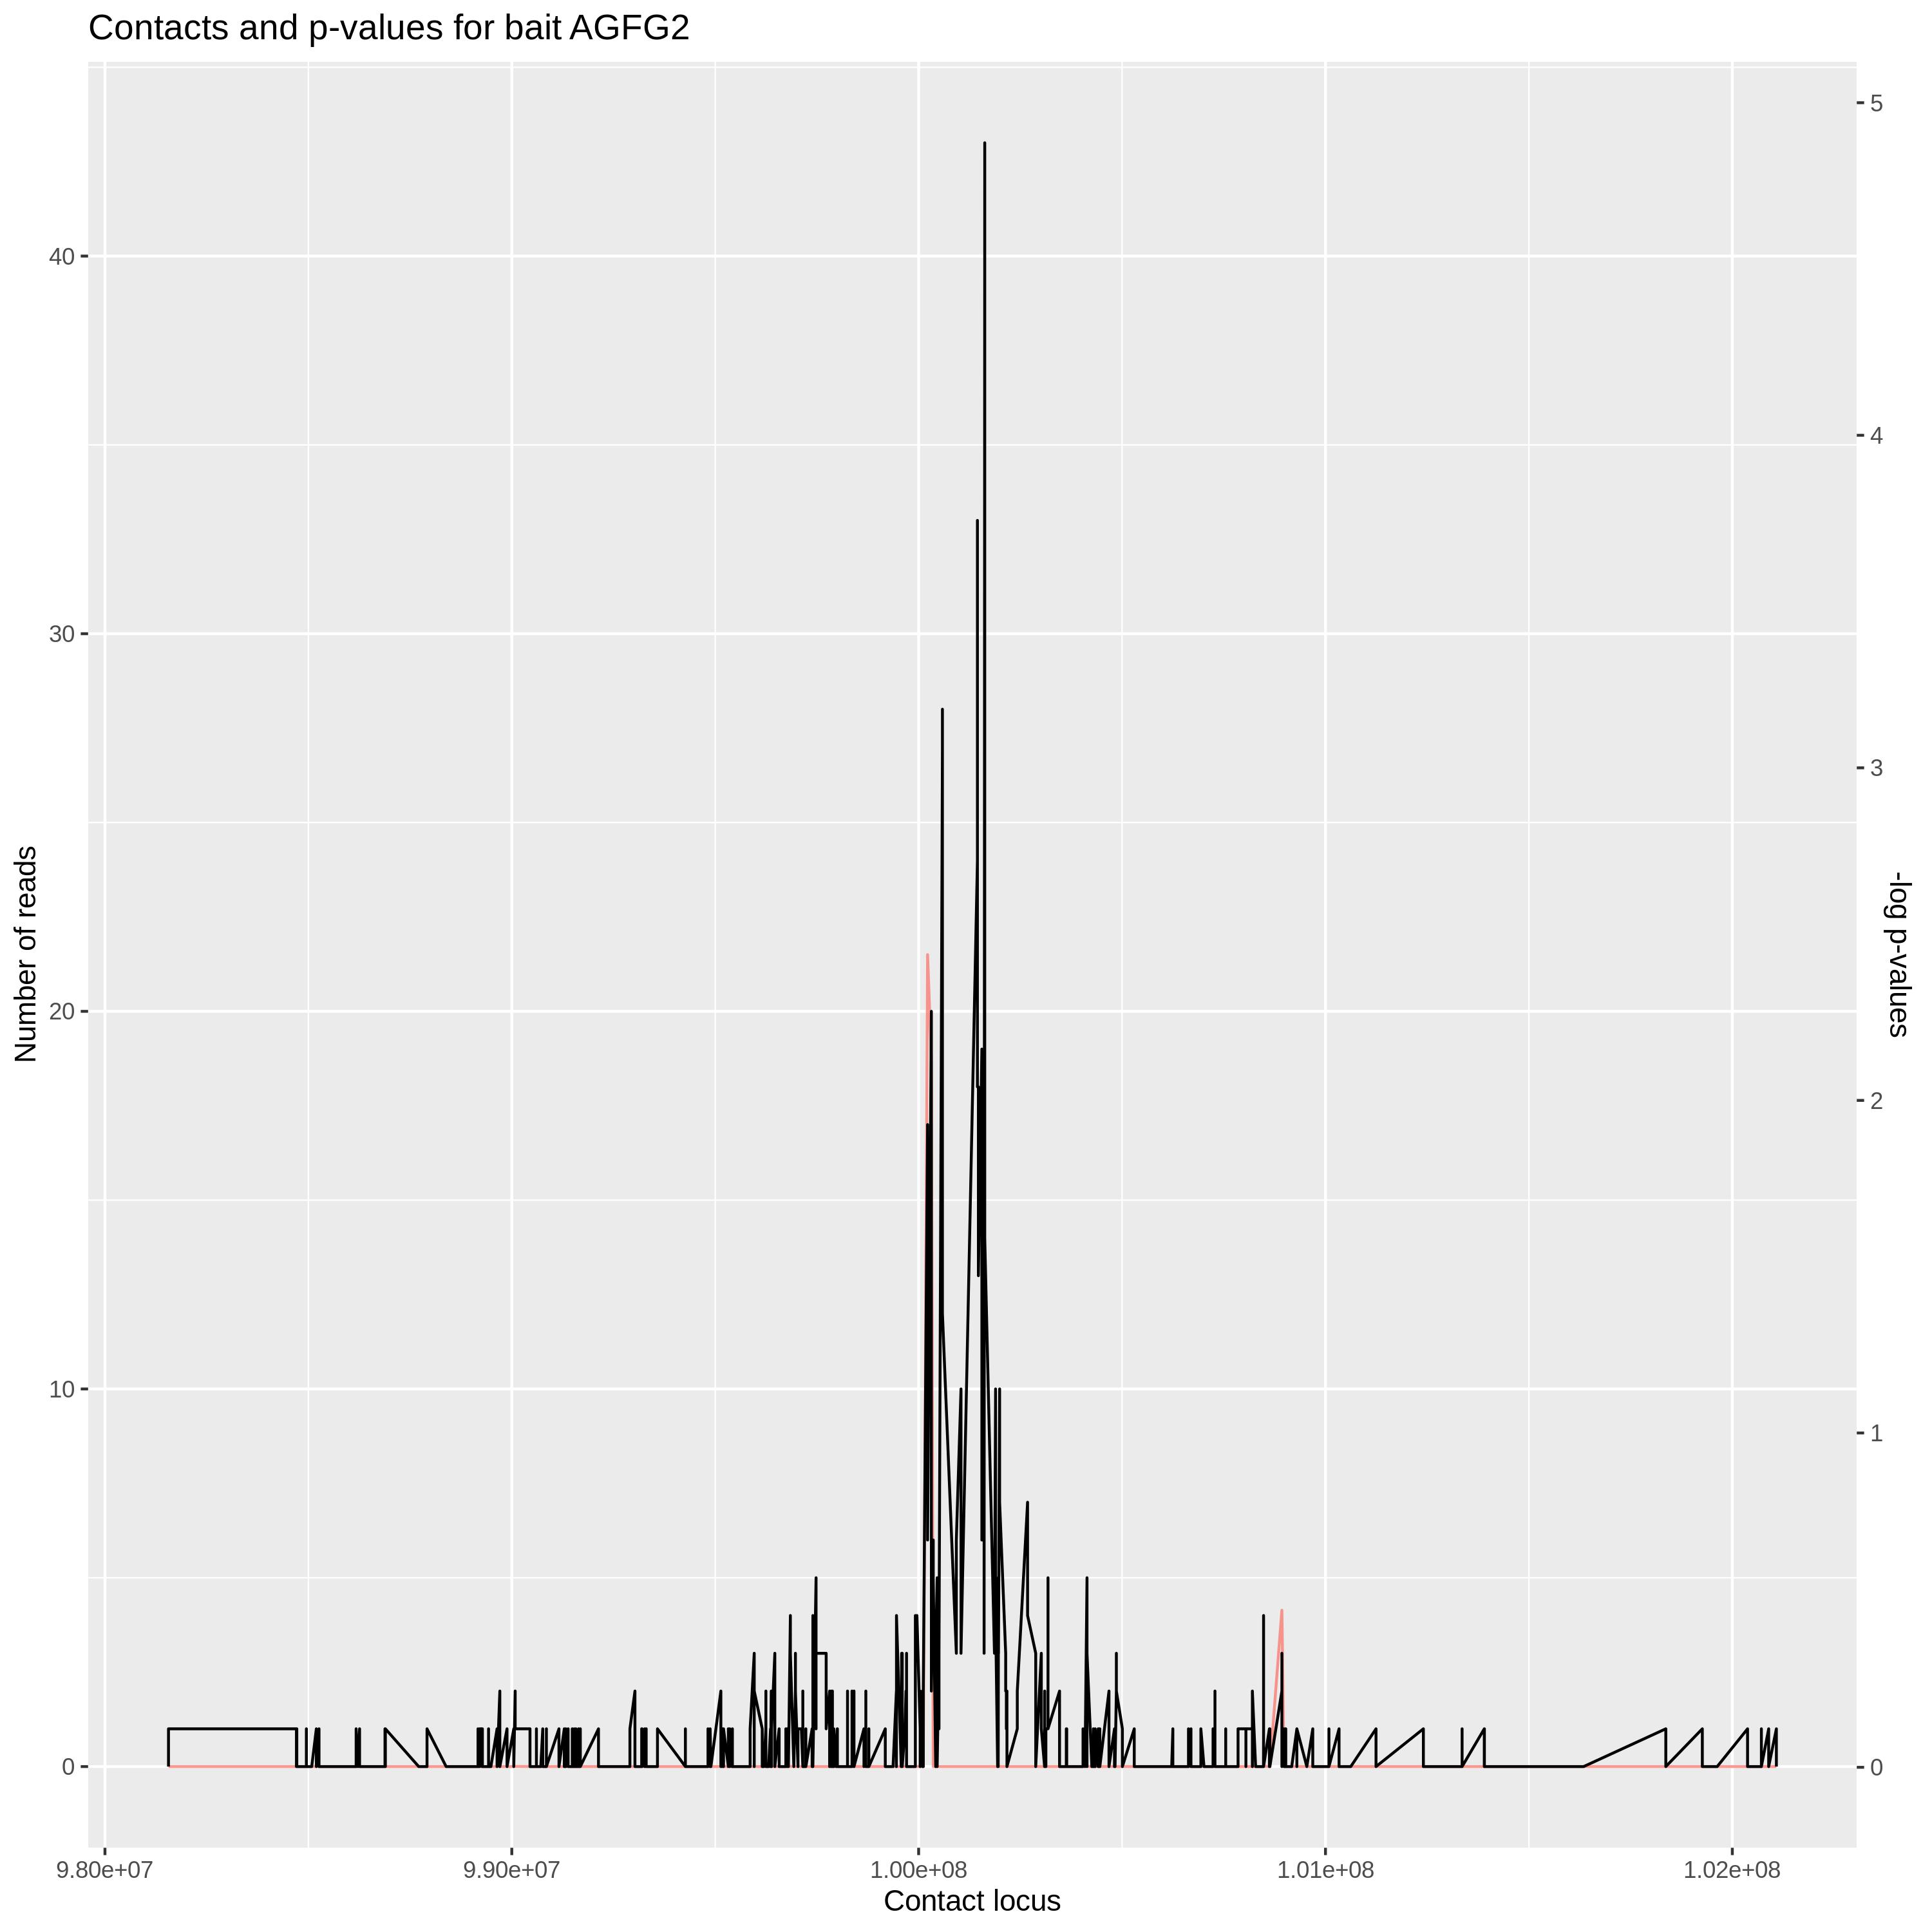 Contacts and p-values for bait AGFG2
40
30
20
10
0
5
4
3
2
1
0
Number of reads
-log p-values
9.80e+07
9.90e+07
1.00e+08
1.01e+08
1.02e+08
Contact locus